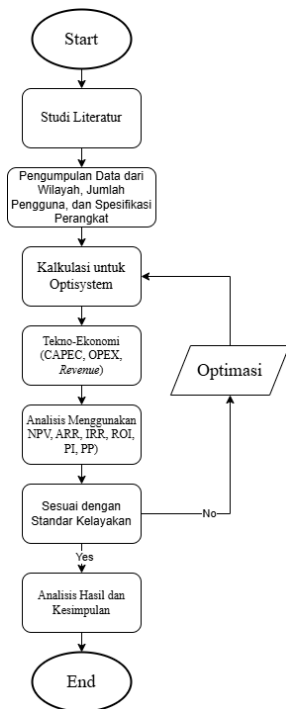 Start
Studi Literatur
Pengumpulan Data dari
Wilayah, Jumlah
Pengguna, dan Spesifikasi
Perangkat
Kalkulasi untuk
Optisystem
Tekno-Ekonomi
(CAPEC, OPEX,
Revenue)
Optimasi
Analisis Menggunakan
NPV, ARR, IRR, ROI,
PI, PP)
Sesuai dengan
Standar Kelayakan
No
Yes
Analisis Hasil dan
Kesimpulan
End